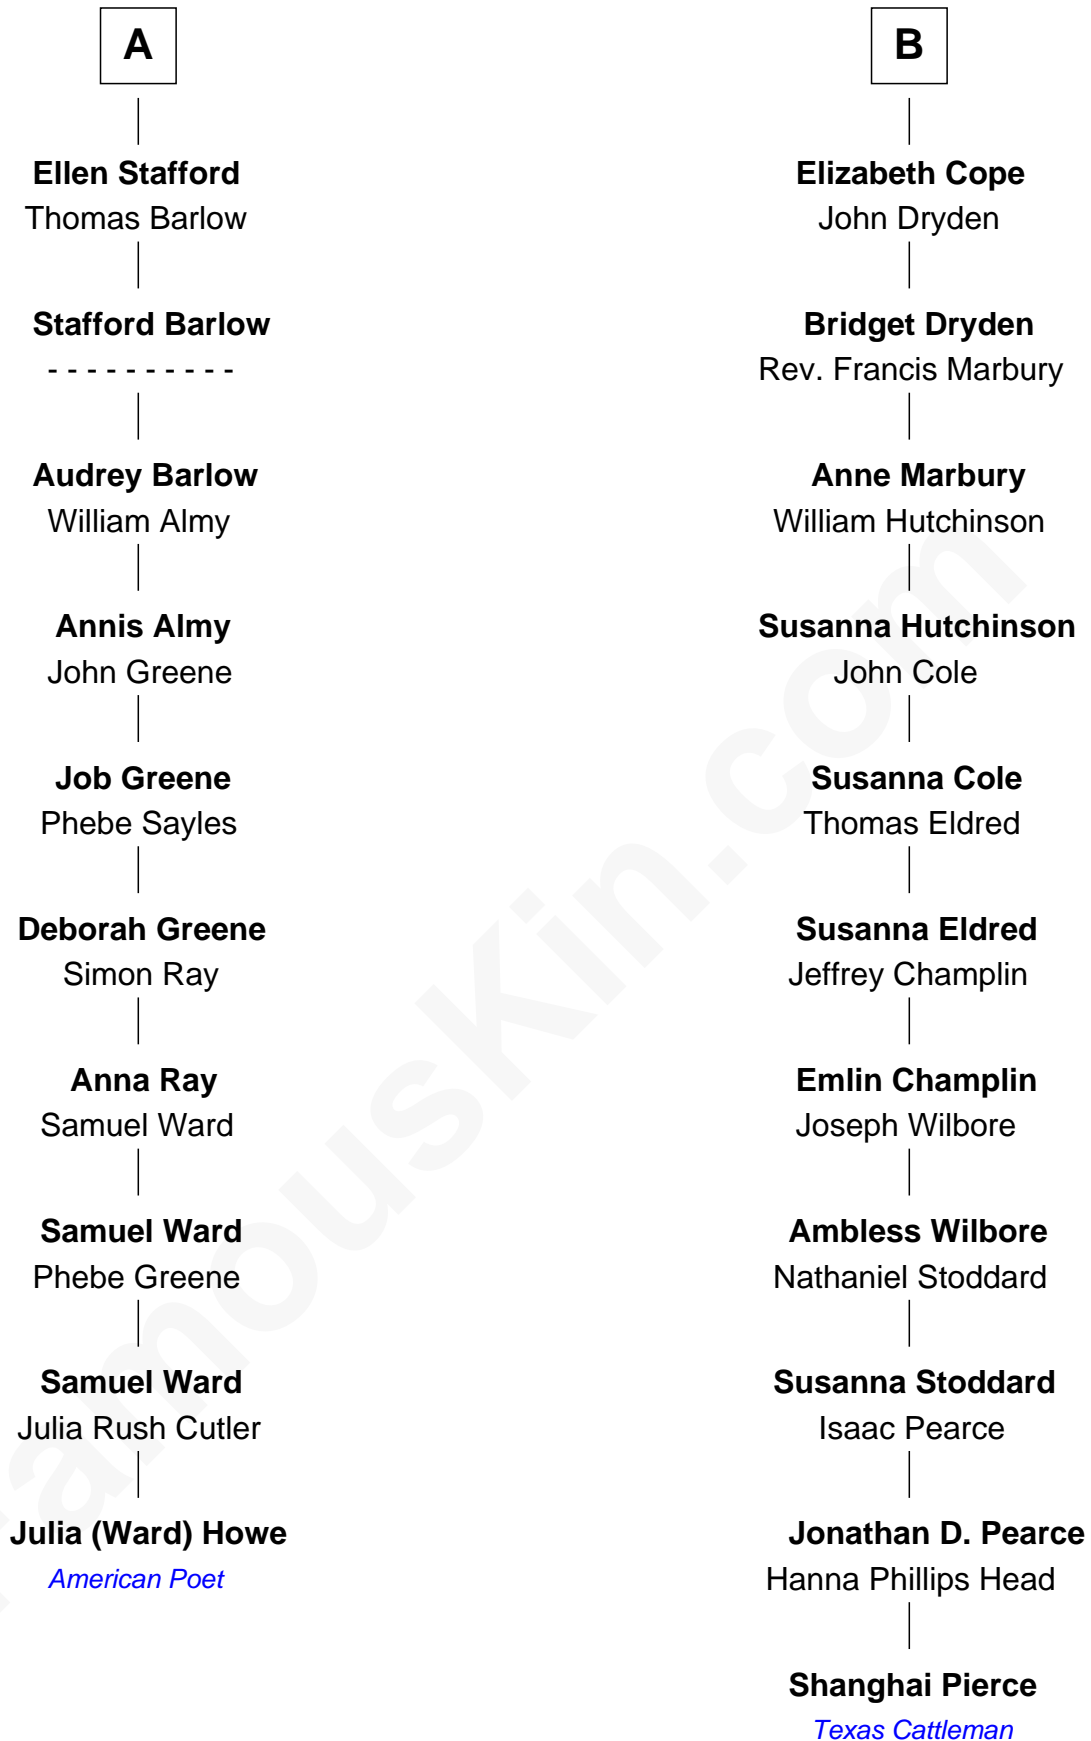 A
Ellen Stafford
Thomas Barlow
Stafford Barlow
- - - - - - - - - -
Audrey Barlow
William Almy
Annis Almy
John Greene
Job Greene
Phebe Sayles
Deborah Greene
Simon Ray
Anna Ray
Samuel Ward
Samuel Ward
Phebe Greene
Samuel Ward
Julia Rush Cutler
Julia (Ward) Howe
American Poet
B
Elizabeth Cope
John Dryden
Bridget Dryden
Rev. Francis Marbury
Anne Marbury
William Hutchinson
Susanna Hutchinson
John Cole
Susanna Cole
Thomas Eldred
Susanna Eldred
Jeffrey Champlin
Emlin Champlin
Joseph Wilbore
Ambless Wilbore
Nathaniel Stoddard
Susanna Stoddard
Isaac Pearce
Jonathan D. Pearce
Hanna Phillips Head
Shanghai Pierce
Texas Cattleman
FamousKin.com